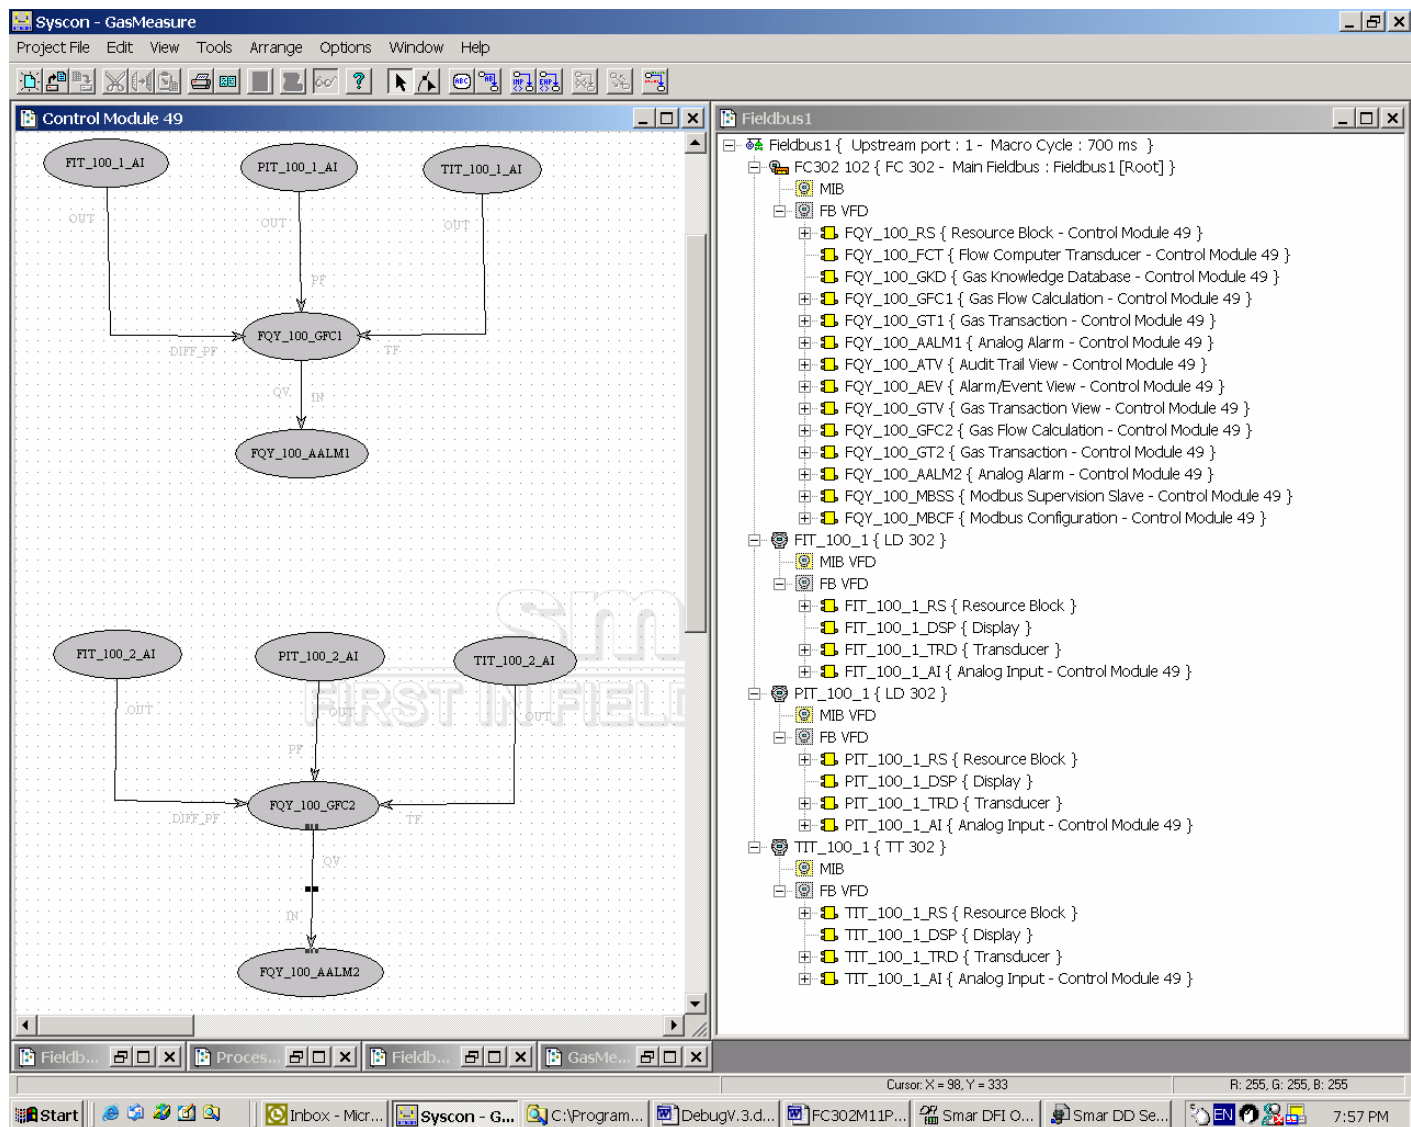 Syscon - GasMeasure
Project File Edit View Tools Arrange Options Window Help
Control Module 49
FIT_100_1_AI
PIT_100_1_AI
TIT_100_1_AI
OUT
OUT
OUT
PF
FQY_100_GFC1
DIFF_PF
TF
QV
IN
FQY_100_AALM1
smar
FIT_100_2_AI
PIT_100_2_AI
TIT_100_2_AI
FIRST IN FIELD
OUT
OUT
OUT
PF
FQY_100_GFC2
DIFF_PF
TF
QV
IN
FQY_100_AALM2
Fieldbus1
Fieldbus1 { Upstream port : 1 - Macro Cycle : 700 ms }
FC302 102 { FC 302 - Main Fieldbus : Fieldbus1 [Root] }
MIB
FB VFD
FQY_100_RS { Resource Block - Control Module 49 }
FQY_100_FCT { Flow Computer Transducer - Control Module 49 }
FQY_100_GKD { Gas Knowledge Database - Control Module 49 }
FQY_100_GFC1 { Gas Flow Calculation - Control Module 49 }
FQY_100_GT1 { Gas Transaction - Control Module 49 }
FQY_100_AALM1 { Analog Alarm - Control Module 49 }
FQY_100_ATV { Audit Trail View - Control Module 49 }
FQY_100_AEV { Alarm/Event View - Control Module 49 }
FQY_100_GTV { Gas Transaction View - Control Module 49 }
FQY_100_GFC2 { Gas Flow Calculation - Control Module 49 }
FQY_100_GT2 { Gas Transaction - Control Module 49 }
FQY_100_AALM2 { Analog Alarm - Control Module 49 }
FQY_100_MBSS { Modbus Supervision Slave - Control Module 49 }
FQY_100_MBCF { Modbus Configuration - Control Module 49 }
FIT_100_1 { LD 302 }
MIB VFD
FB VFD
FIT_100_1_RS { Resource Block }
FIT_100_1_DSP { Display }
FIT_100_1_TRD { Transducer }
FIT_100_1_AI { Analog Input - Control Module 49 }
PIT_100_1 { LD 302 }
MIB VFD
FB VFD
PIT_100_1_RS { Resource Block }
PIT_100_1_DSP { Display }
PIT_100_1_TRD { Transducer }
PIT_100_1_AI { Analog Input - Control Module 49 }
TIT_100_1 { TT 302 }
MIB
FB VFD
TIT_100_1_RS { Resource Block }
TIT_100_1_DSP { Display }
TIT_100_1_TRD { Transducer }
TIT_100_1_AI { Analog Input - Control Module 49 }
Fieldb... Proces... Fieldb... GasMe...
Cursor: X = 98, Y = 333 R: 255, G: 255, B: 255
Start Inbox - Micr... Syscon - G... C:\Program... DebugV.3.d... FC302M11P... Smar DFI O... Smar DD Se... EN 7:57 PM